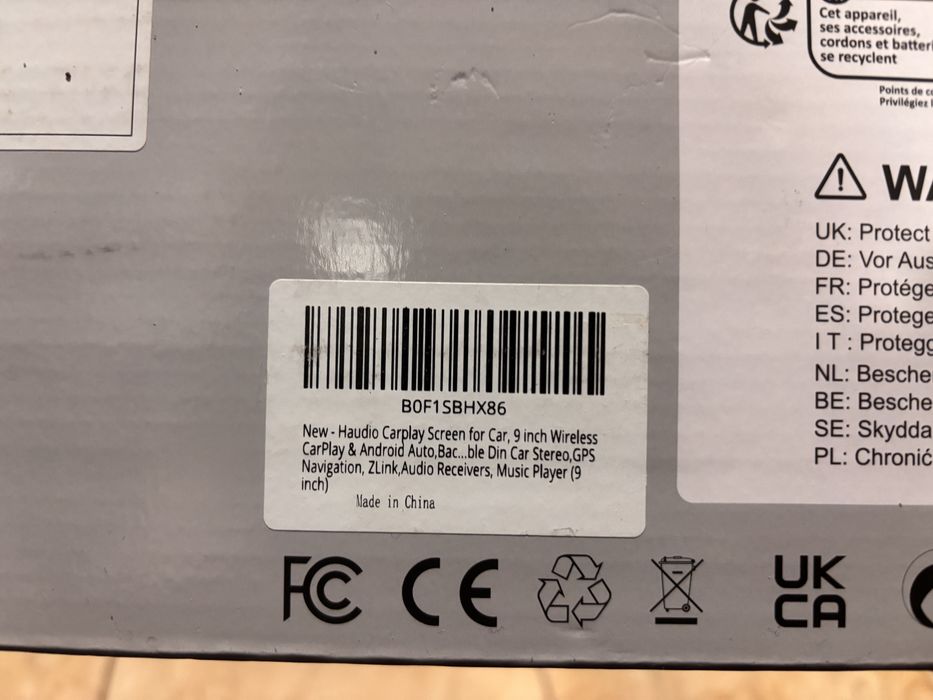 Cet appareil,
ses accessoires,
cordons et batteri
se recyclent
Points de c
Privilégiez l
WA
UK: Protect
DE: Vor Aus
FR: Protége
ES: Protege
IT : Protegg
NL: Besche
BE: Besche
SE: Skydda
PL: Chronić
B0F1SBHX86
New - Haudio Carplay Screen for Car, 9 inch Wireless
CarPlay & Android Auto,Bac...ble Din Car Stereo,GPS
Navigation, ZLink,Audio Receivers, Music Player (9
inch)
Made in China
FC CE UK
CA